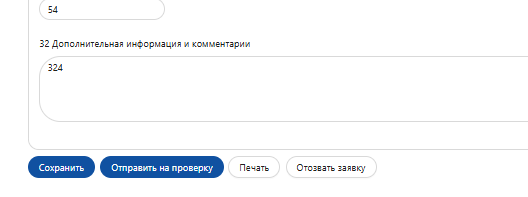 54
32 Дополнительная информация и комментарии
324
Сохранить Отправить на проверку Печать Отозвать заявку